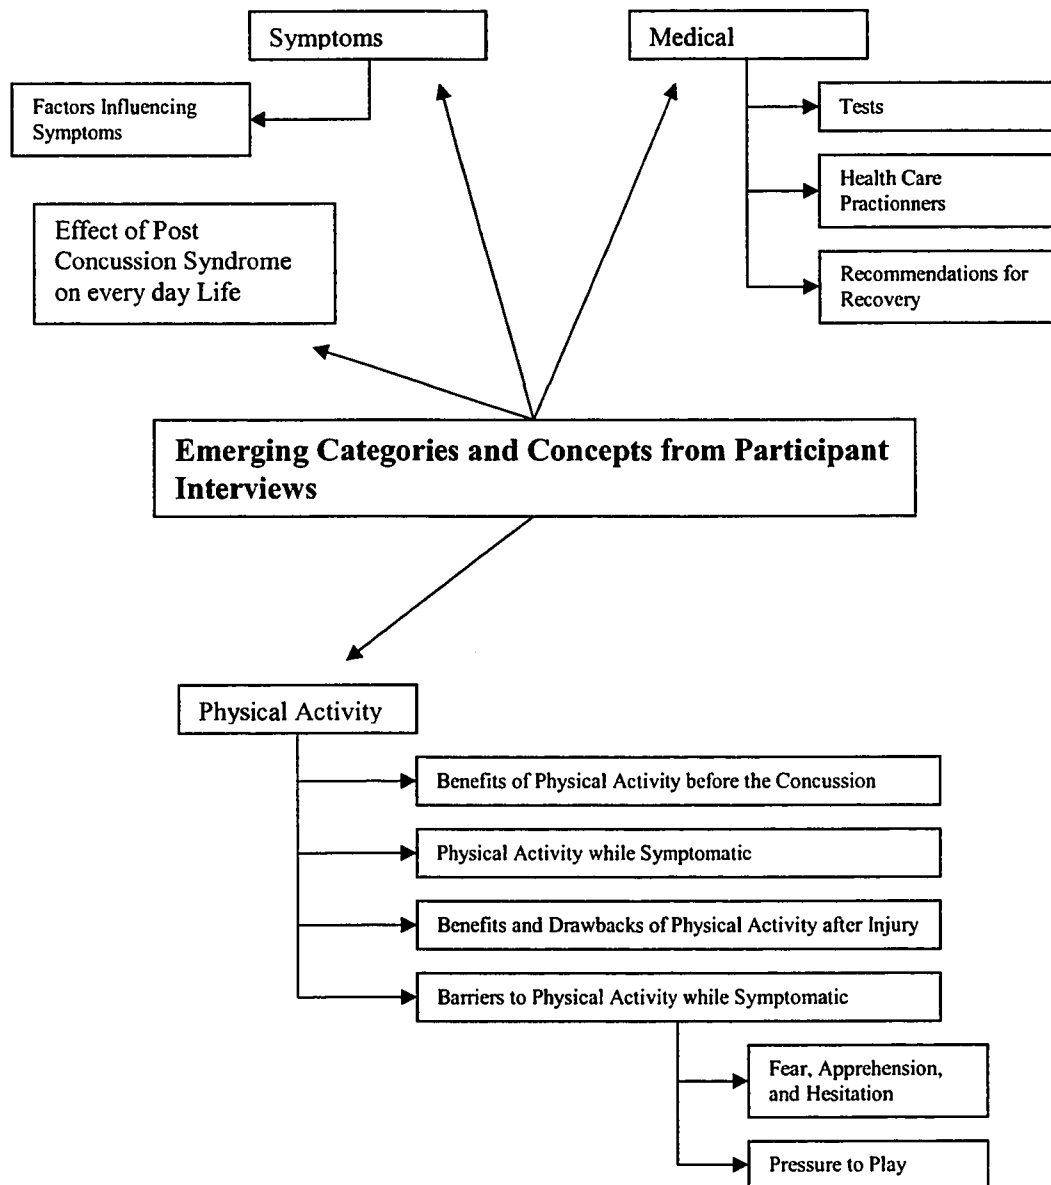 Symptoms
Medical
Factors Influencing
Symptoms
Tests
Health Care
Practionners
Effect of Post
Concussion Syndrome
on every day Life
Recommendations for
Recovery
Emerging Categories and Concepts from Participant
Interviews
Physical Activity
Benefits of Physical Activity before the Concussion
Physical Activity while Symptomatic
Benefits and Drawbacks of Physical Activity after Injury
Barriers to Physical Activity while Symptomatic
Fear, Apprehension,
and Hesitation
Pressure to Play